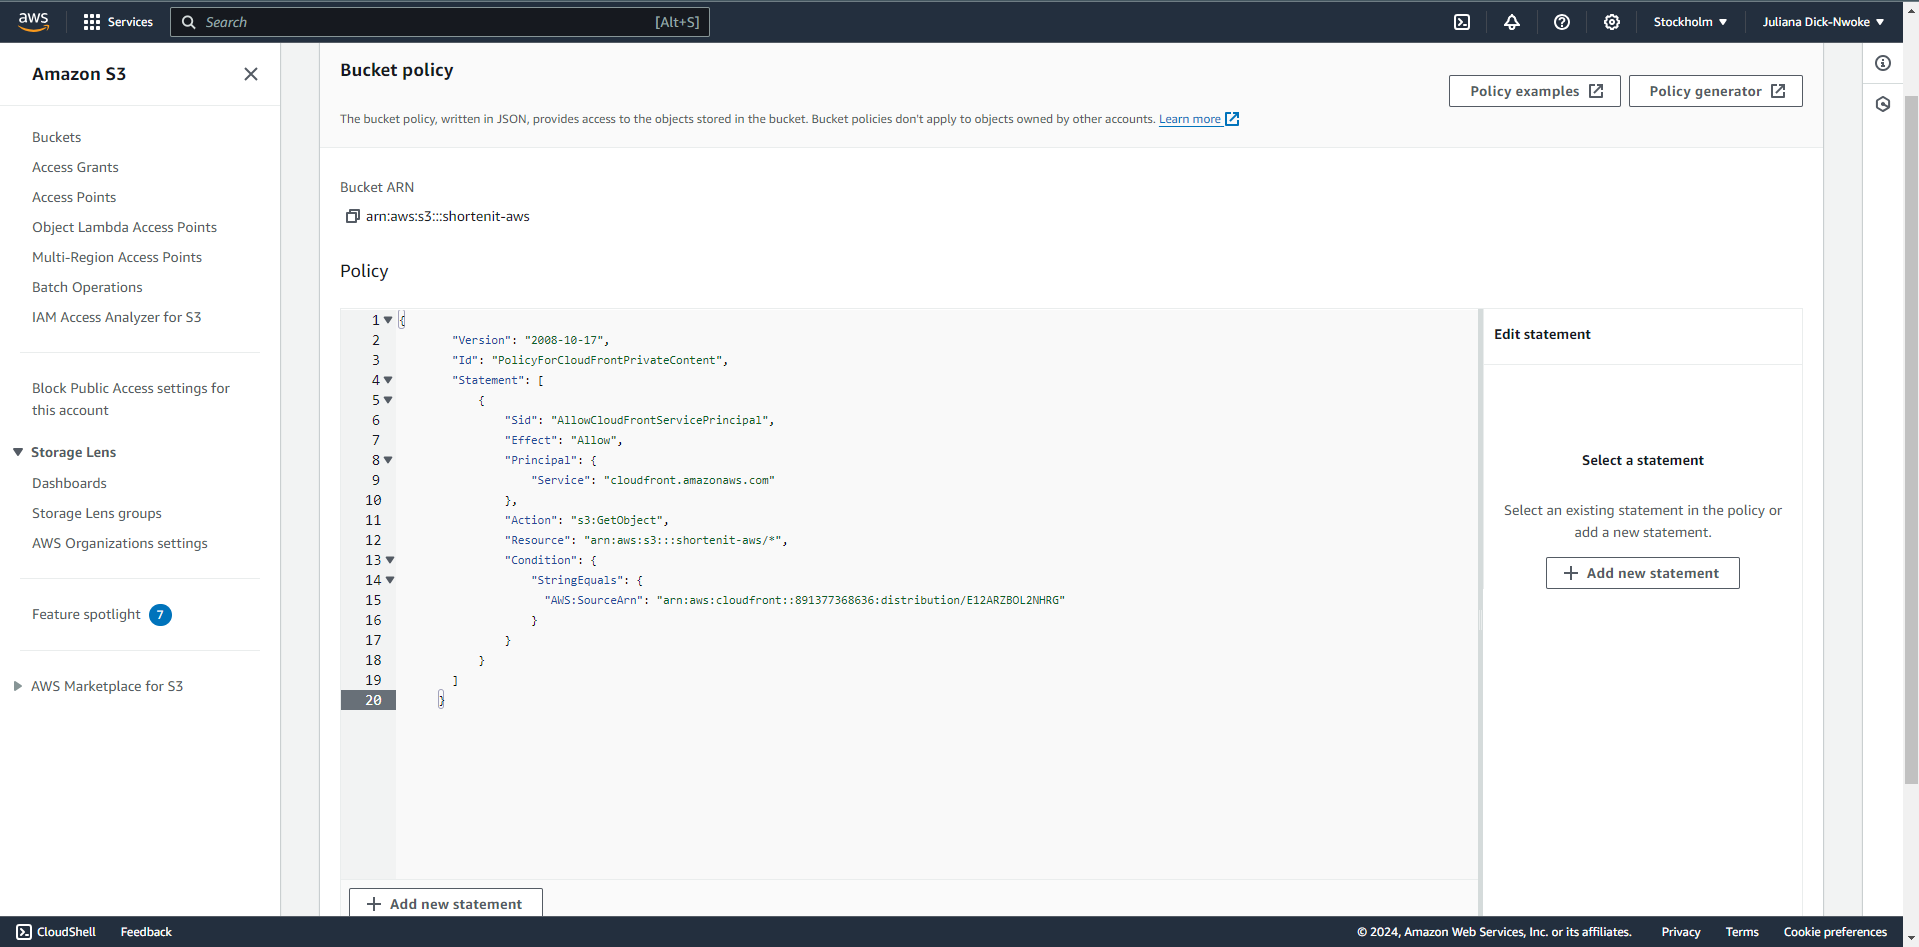 aws
Services
Search
[Alt+S]
Stockholm
Juliana Dick-Nwoke
Amazon S3
Buckets
Access Grants
Access Points
Object Lambda Access Points
Multi-Region Access Points
Batch Operations
IAM Access Analyzer for S3
Block Public Access settings for
this account
Storage Lens
Dashboards
Storage Lens groups
AWS Organizations settings
Feature spotlight 7
AWS Marketplace for S3
Bucket policy
Policy examples
Policy generator
The bucket policy, written in JSON, provides access to the objects stored in the bucket. Bucket policies don't apply to objects owned by other accounts. Learn more
Bucket ARN
arn:aws:s3:::shortenit-aws
Policy
1 {
2 "Version": "2008-10-17",
3 "Id": "PolicyForCloudFrontPrivateContent",
4 "Statement": [
5 {
6 "Sid": "AllowCloudFrontServicePrincipal",
7 "Effect": "Allow",
8 "Principal": {
9 "Service": "cloudfront.amazonaws.com"
10 },
11 "Action": "s3:GetObject",
12 "Resource": "arn:aws:s3:::shortenit-aws/*",
13 "Condition": {
14 "StringEquals": {
15 "AWS:SourceArn": "arn:aws:cloudfront::891377368636:distribution/E12ARZBOL2NHRG"
16 }
17 }
18 }
19 ]
20 }
Add new statement
Edit statement
Select a statement
Select an existing statement in the policy or
add a new statement.
Add new statement
CloudShell
Feedback
© 2024, Amazon Web Services, Inc. or its affiliates.
Privacy
Terms
Cookie preferences